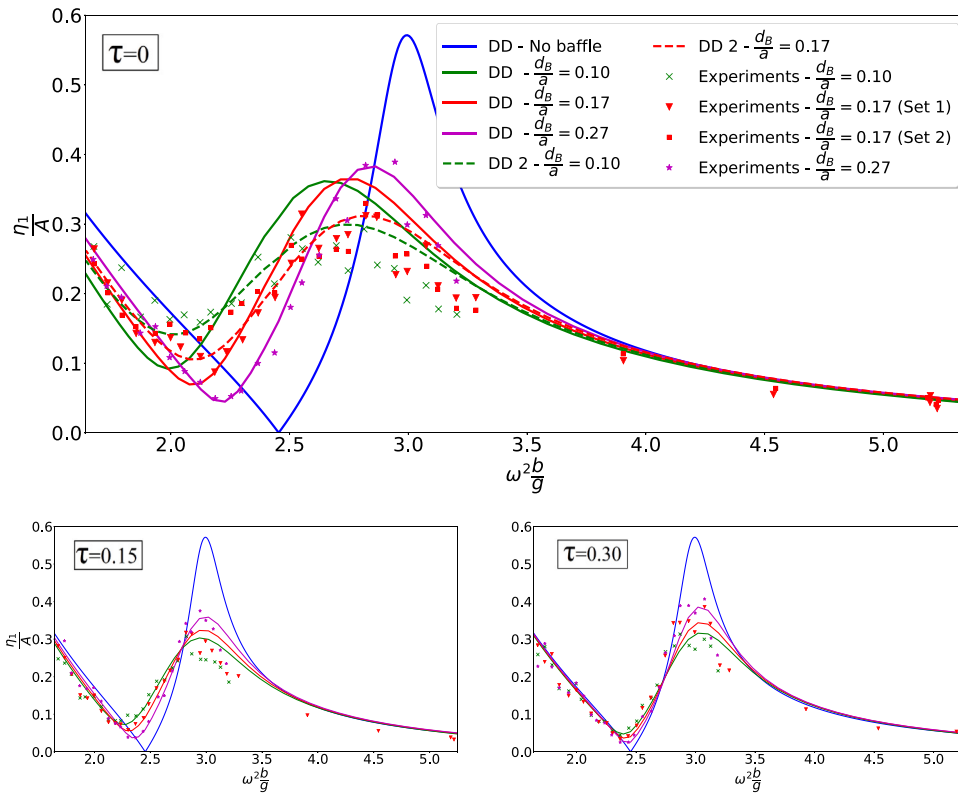 τ=0
η₁/A
0.6
0.5
0.4
0.3
0.2
0.1
0.0
DD - No baffle
DD - d_B/a = 0.10
DD - d_B/a = 0.17
DD - d_B/a = 0.27
DD 2 - d_B/a = 0.10
DD 2 - d_B/a = 0.17
Experiments - d_B/a = 0.10
Experiments - d_B/a = 0.17 (Set 1)
Experiments - d_B/a = 0.17 (Set 2)
Experiments - d_B/a = 0.27
2.0 2.5 3.0 3.5 4.0 4.5 5.0
ω² b/g
τ=0.15
η₁/A
0.6
0.5
0.4
0.3
0.2
0.1
0.0
2.0 2.5 3.0 3.5 4.0 4.5 5.0
ω² b/g
τ=0.30
0.6
0.5
0.4
0.3
0.2
0.1
0.0
2.0 2.5 3.0 3.5 4.0 4.5 5.0
ω² b/g